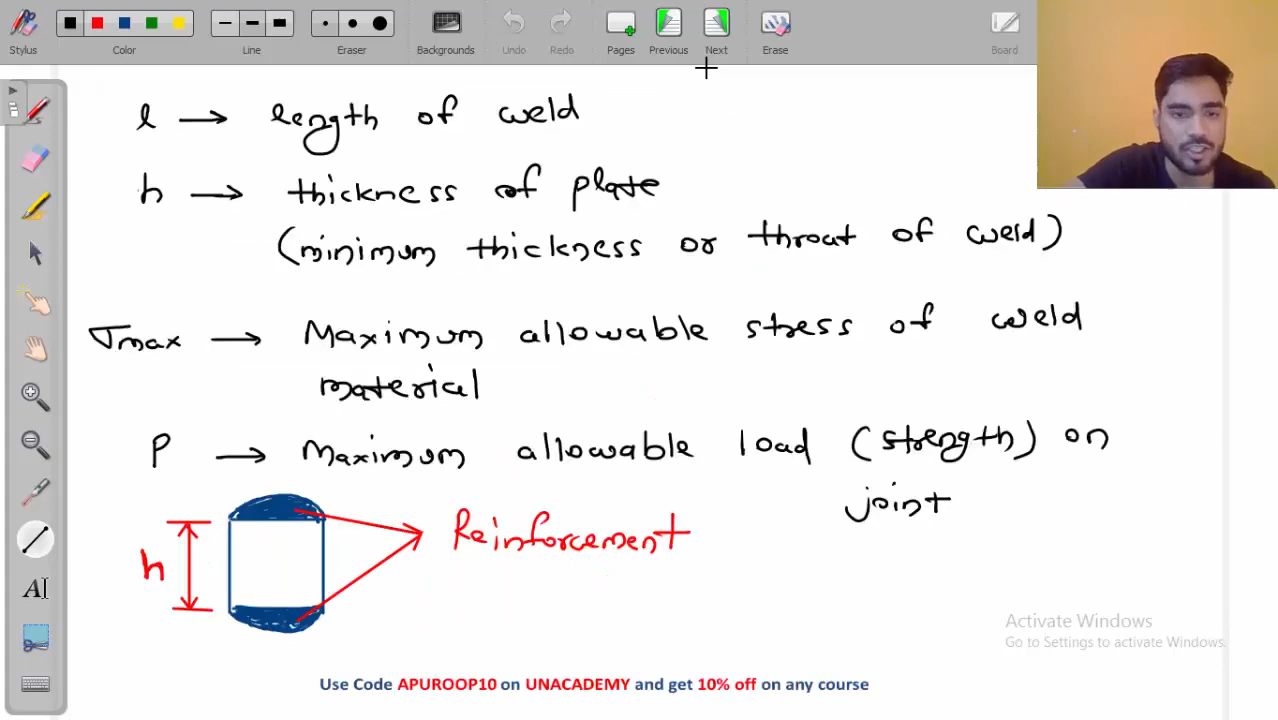 Stylus
Color
Line
Eraser
Backgrounds
Undo
Redo
Pages
Previous
Next
Erase
Board
l → length of weld
h → thickness of plate
(minimum thickness or throat of weld)
σmax → Maximum allowable stress of weld
material
P → Maximum allowable load (strength) on
joint
h
Reinforcement
Activate Windows
Go to Settings to activate Windows.
Use Code APUROOP10 on UNACADEMY and get 10% off on any course